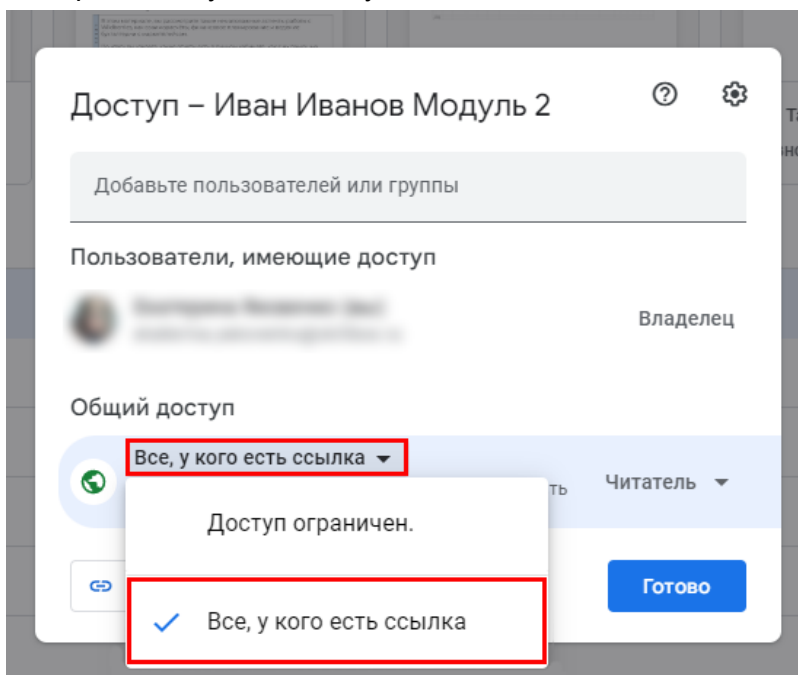 Доступ – Иван Иванов Модуль 2
Добавьте пользователей или группы
Пользователи, имеющие доступ
Владелец
Общий доступ
Все, у кого есть ссылка
ть
Читатель
Доступ ограничен.
Готово
Все, у кого есть ссылка